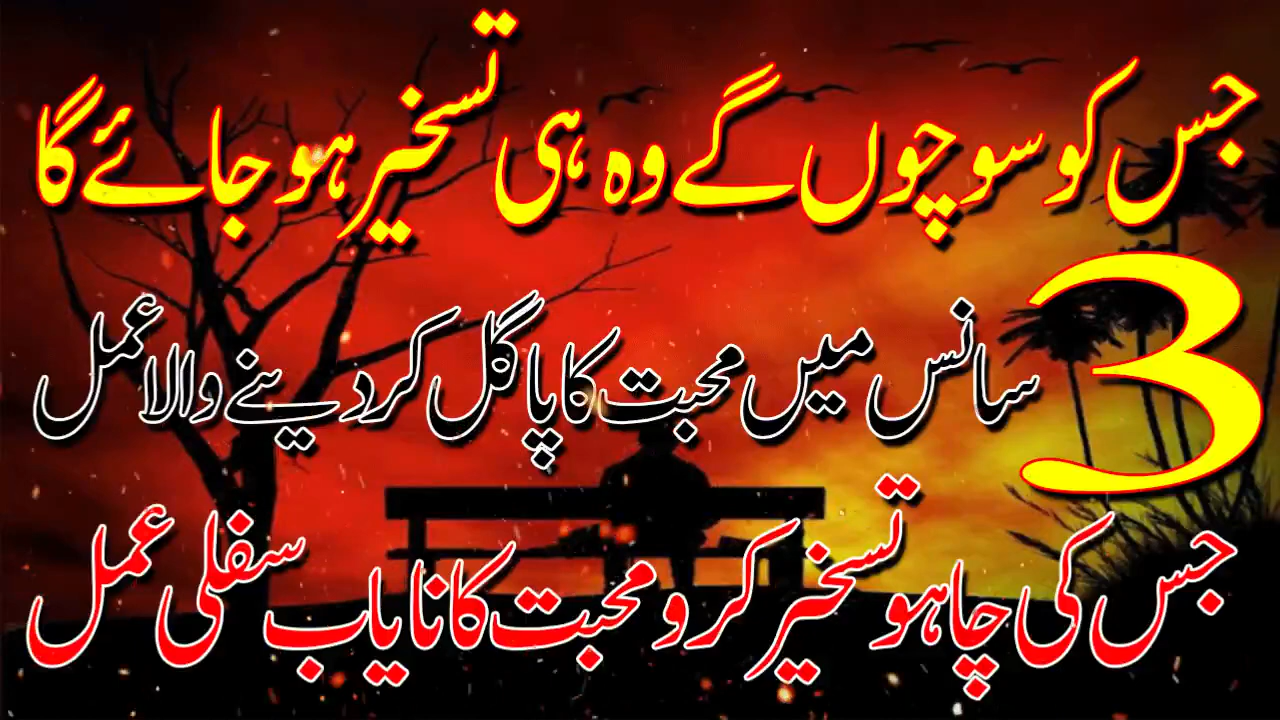 جس کو سوچوں گے وہ ہی تسخیر ہو جائے گا
3 سانس میں محبت کا پاگل کر دینے والا عمل
جس کی چاہو تسخیر کرو محبت کا نایاب سفلی عمل